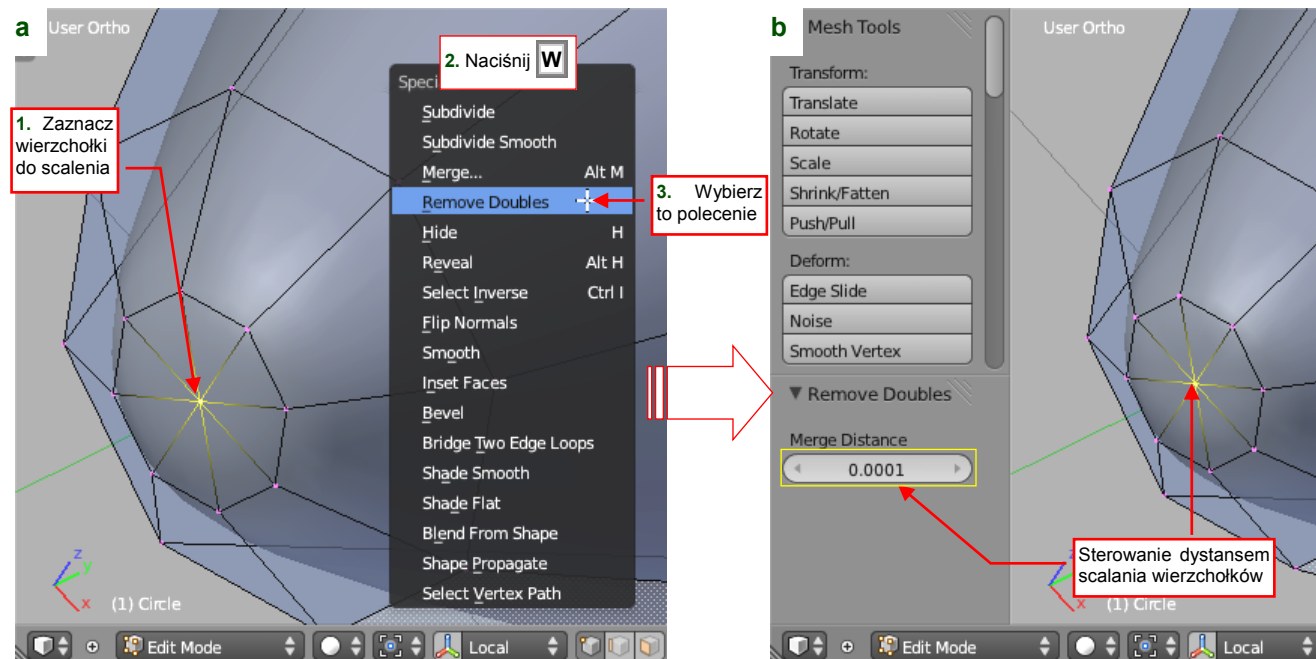 a
User Ortho
2. Naciśnij W
Speci
1. Zaznacz
wierzchołki
do scalenia
Subdivide
Subdivide Smooth
Merge... Alt M
Remove Doubles
Hide H
Reveal Alt H
Select Inverse Ctrl I
Flip Normals
Smooth
Inset Faces
Bevel
Bridge Two Edge Loops
Shade Smooth
Shade Flat
Blend From Shape
Shape Propagate
Select Vertex Path
3. Wybierz
to polecenie
z
y
x
(1) Circle
Edit Mode
Local
b
Mesh Tools
Transform:
Translate
Rotate
Scale
Shrink/Fatten
Push/Pull
Deform:
Edge Slide
Noise
Smooth Vertex
Remove Doubles
Merge Distance
0.0001
User Ortho
Sterowanie dystansem
scalania wierzchołków
z
x
(1) Circle
Edit Mode
Local